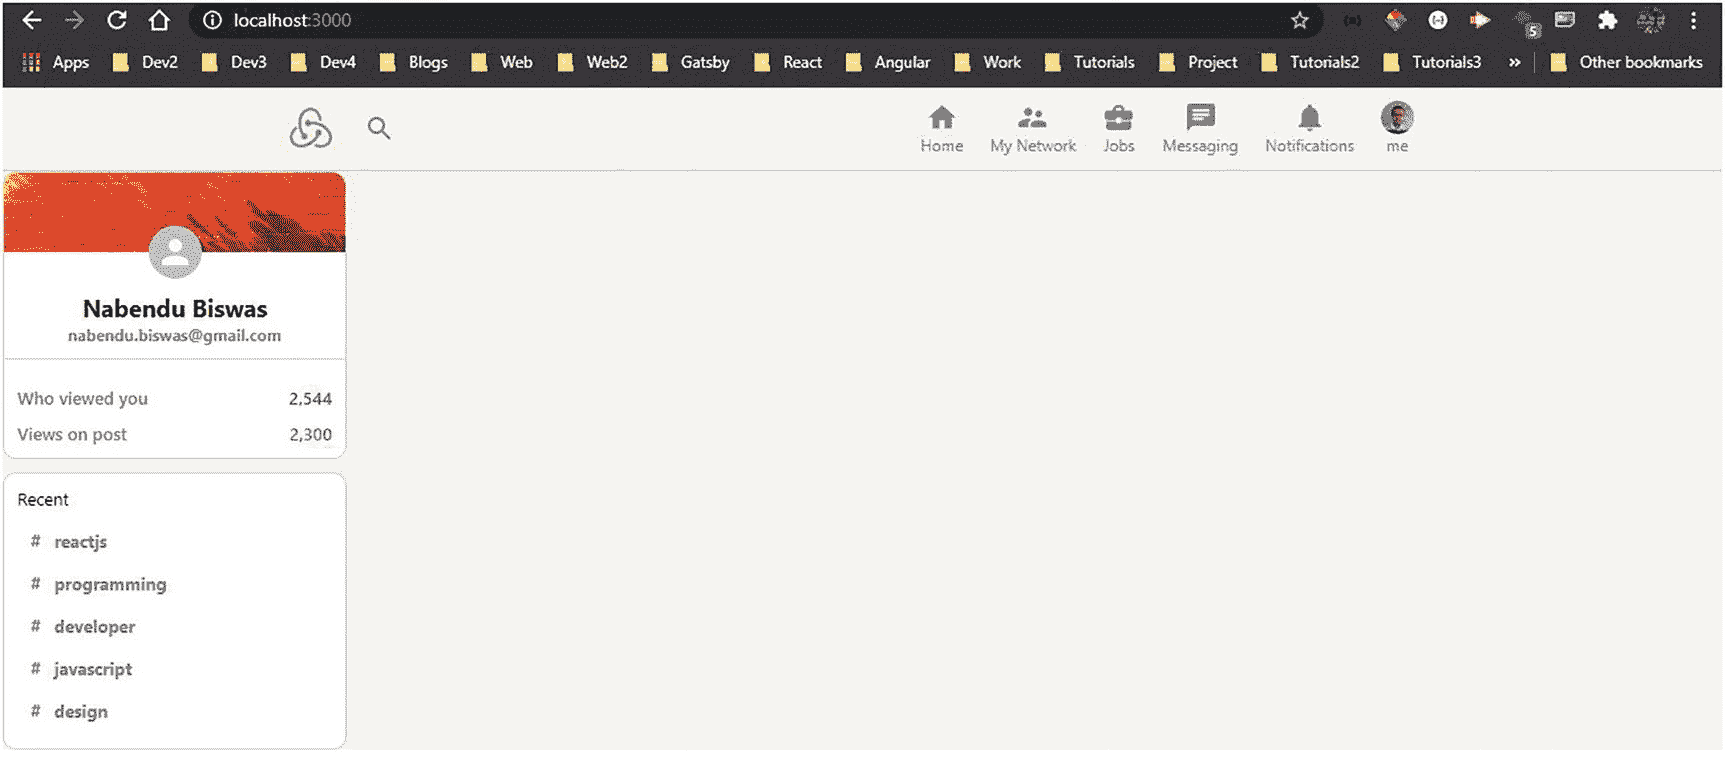 localhost:3000
5
Apps Dev2 Dev3 Dev4 Blogs Web Web2 Gatsby React Angular Work Tutorials Project Tutorials2 Tutorials3 » Other bookmarks
Home My Network Jobs Messaging Notifications me
Nabendu Biswas
nabendu.biswas@gmail.com
Who viewed you 2,544
Views on post 2,300
Recent
# reactjs
# programming
# developer
# javascript
# design